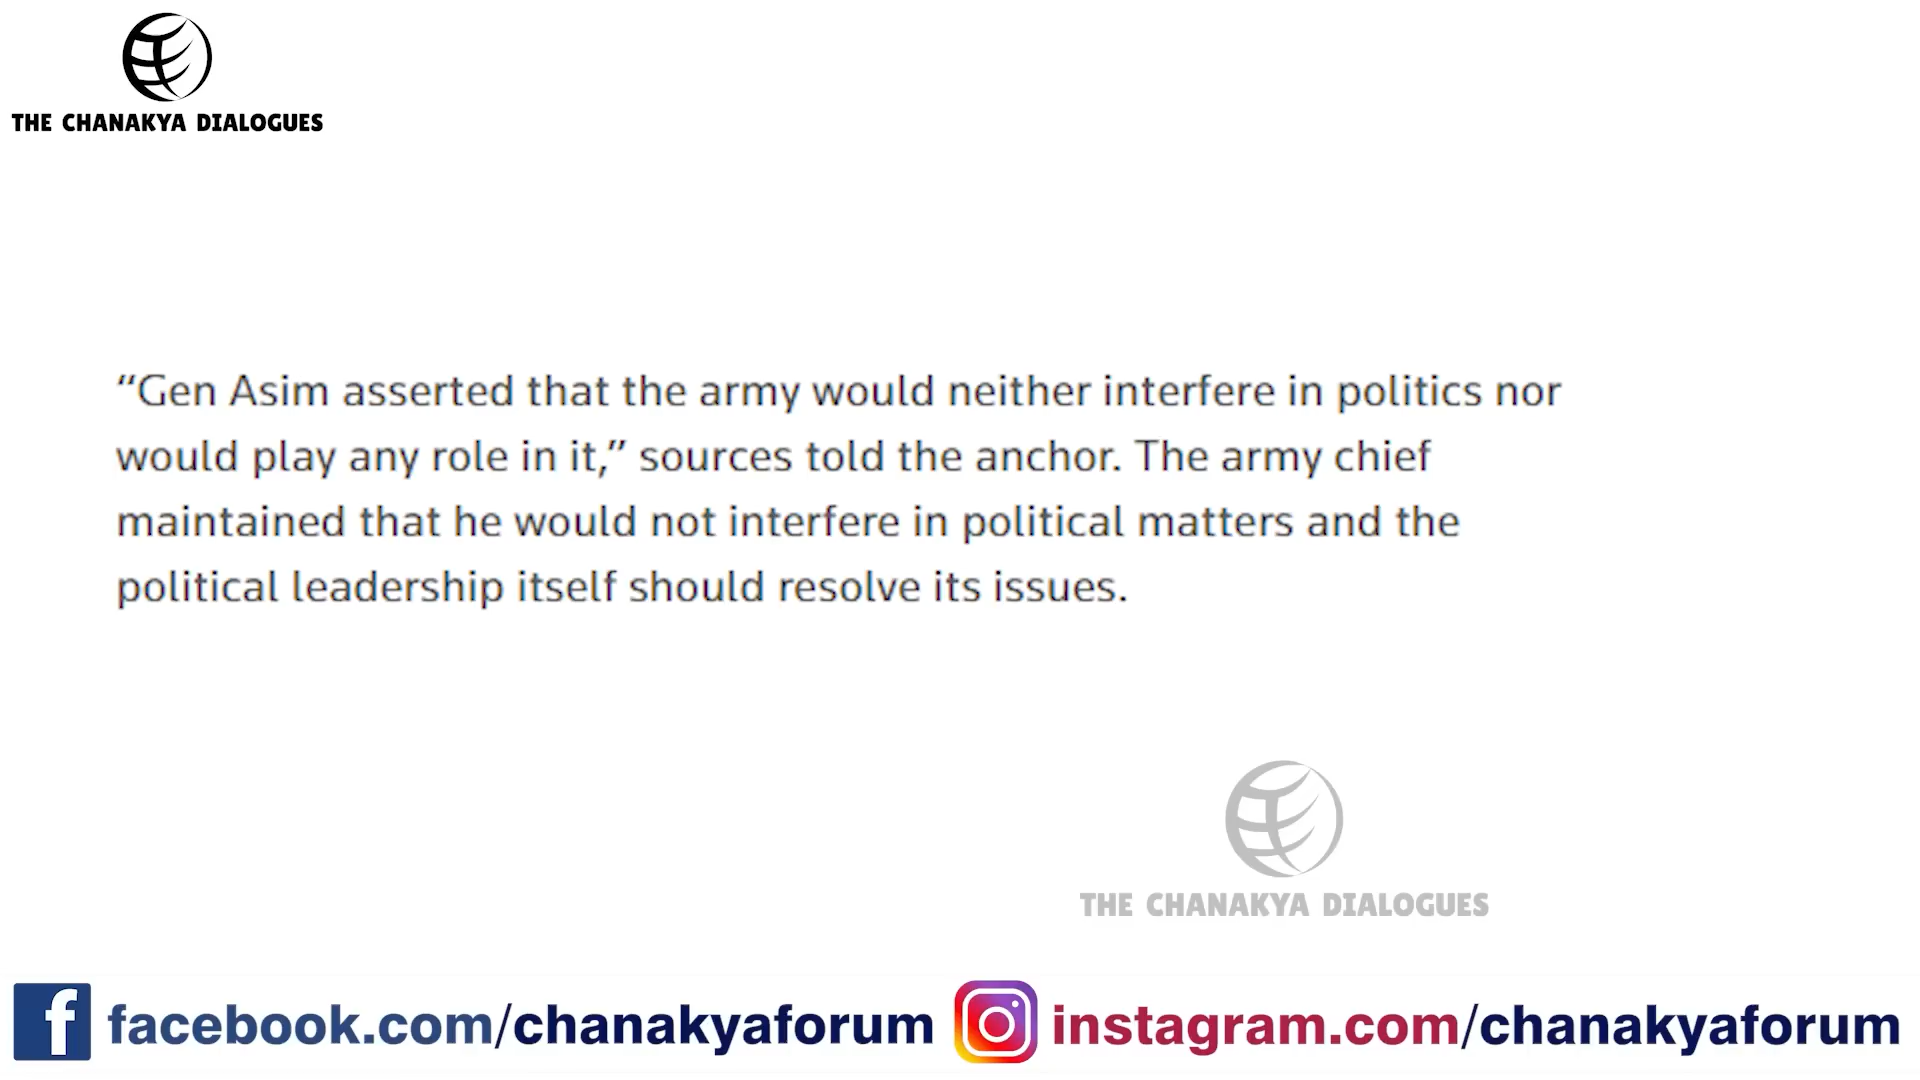 THE CHANAKYA DIALOGUES
“Gen Asim asserted that the army would neither interfere in politics nor
would play any role in it,” sources told the anchor. The army chief
maintained that he would not interfere in political matters and the
political leadership itself should resolve its issues.
THE CHANAKYA DIALOGUES
facebook.com/chanakyaforum instagram.com/chanakyaforum